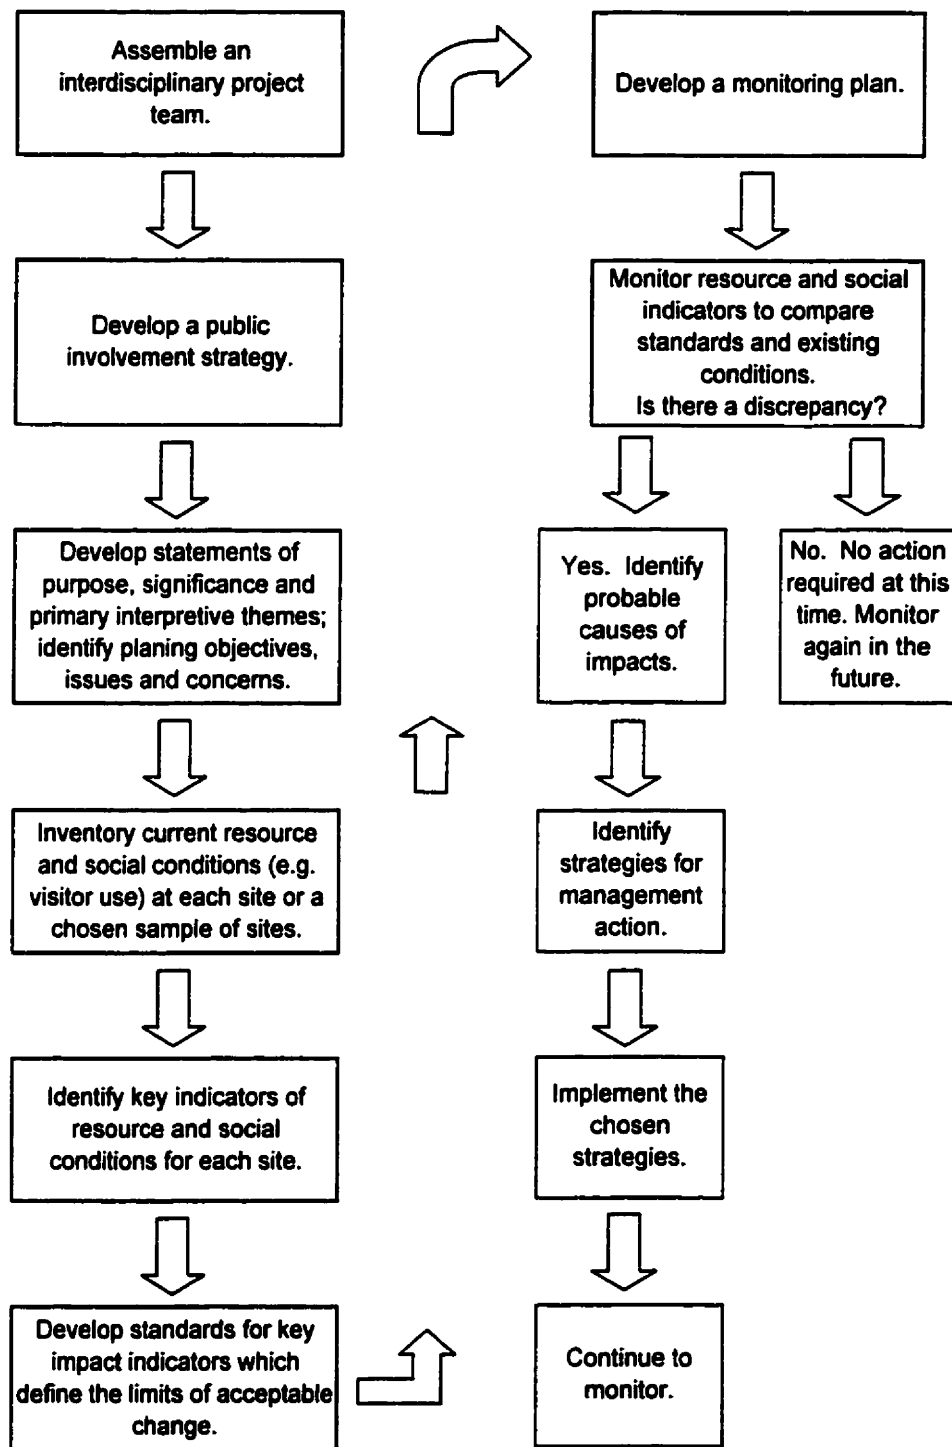 Assemble an
interdisciplinary project
team.
Develop a public
involvement strategy.
Develop statements of
purpose, significance and
primary interpretive themes;
identify planing objectives,
issues and concerns.
Inventory current resource
and social conditions (e.g.
visitor use) at each site or a
chosen sample of sites.
Identify key indicators of
resource and social
conditions for each site.
Develop standards for key
impact indicators which
define the limits of acceptable
change.
Develop a monitoring plan.
Monitor resource and social
indicators to compare
standards and existing
conditions.
Is there a discrepancy?
Yes. Identify
probable
causes of
impacts.
No. No action
required at this
time. Monitor
again in the
future.
Identify
strategies for
management
action.
Implement the
chosen
strategies.
Continue to
monitor.